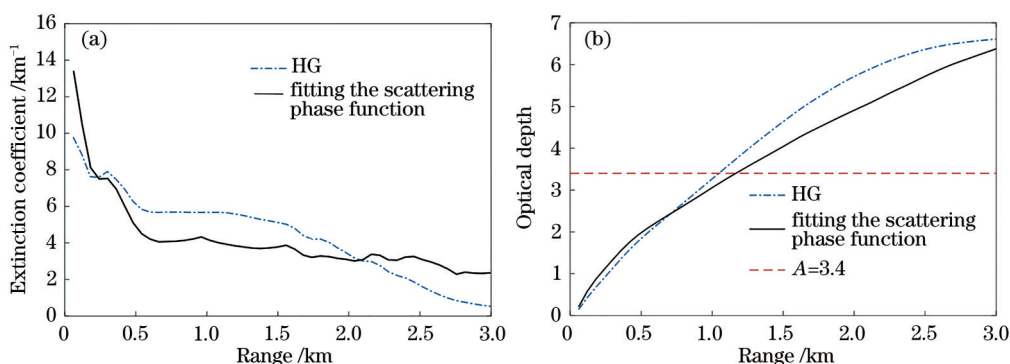 (a)
Extinction coefficient /km⁻¹
16
14
12
10
8
6
4
2
0
HG
fitting the scattering
phase function
0
0.5
1.0
1.5
2.0
2.5
3.0
Range /km
(b)
Optical depth
7
6
5
4
3
2
1
0
HG
fitting the scattering
phase function
A=3.4
0
0.5
1.0
1.5
2.0
2.5
3.0
Range /km